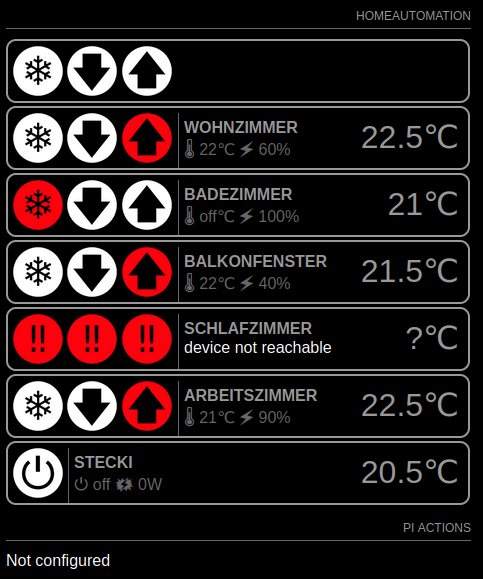 HOMEAUTOMATION
WOHNZIMMER
22°C 60%
22.5°C
BADEZIMMER
off°C 100%
21°C
BALKONFENSTER
22°C 40%
21.5°C
!! !! !!
SCHLAFZIMMER
device not reachable
?°C
ARBEITSZIMMER
21°C 90%
22.5°C
STECKI
off 0W
20.5°C
PI ACTIONS
Not configured